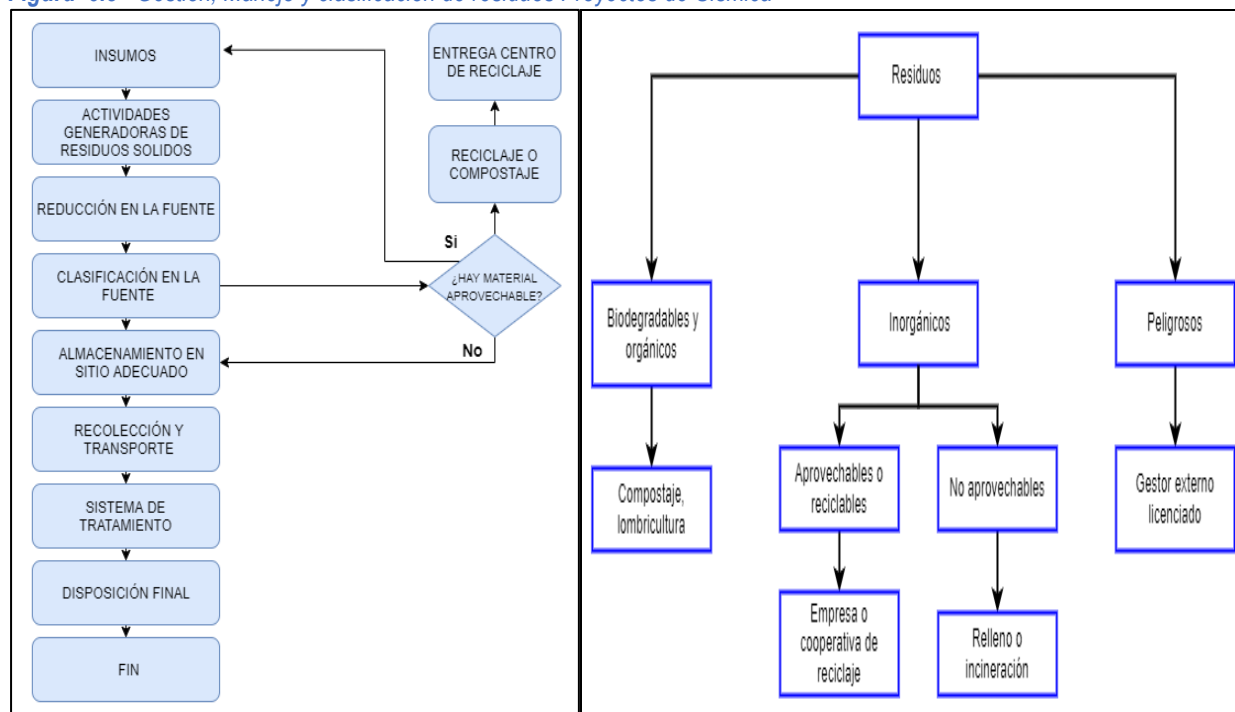 INSUMOS
ACTIVIDADES
GENERADORAS DE
RESIDUOS SOLIDOS
REDUCCIÓN EN LA FUENTE
CLASIFICACIÓN EN LA
FUENTE
ALMACENAMIENTO EN
SITIO ADECUADO
RECOLECCIÓN Y
TRANSPORTE
SISTEMA DE
TRATAMIENTO
DISPOSICIÓN FINAL
FIN
ENTREGA CENTRO
DE RECICLAJE
RECICLAJE O
COMPOSTAJE
Si
¿HAY MATERIAL
APROVECHABLE?
No
Residuos
Biodegradables y
orgánicos
Inorgánicos
Peligrosos
Compostaje,
lombricultura
Aprovechables o
reciclables
No aprovechables
Gestor externo
licenciado
Empresa o
cooperativa de
reciclaje
Relleno o
incineración